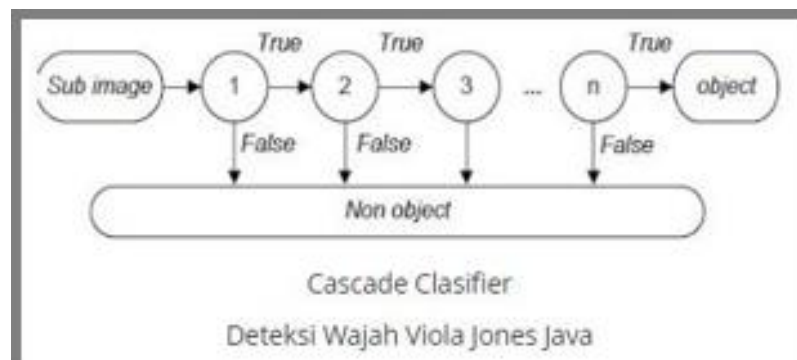 True True True
Sub image 1 2 3 ... n object
False False False
Non object
Cascade Clasifier
Deteksi Wajah Viola Jones Java